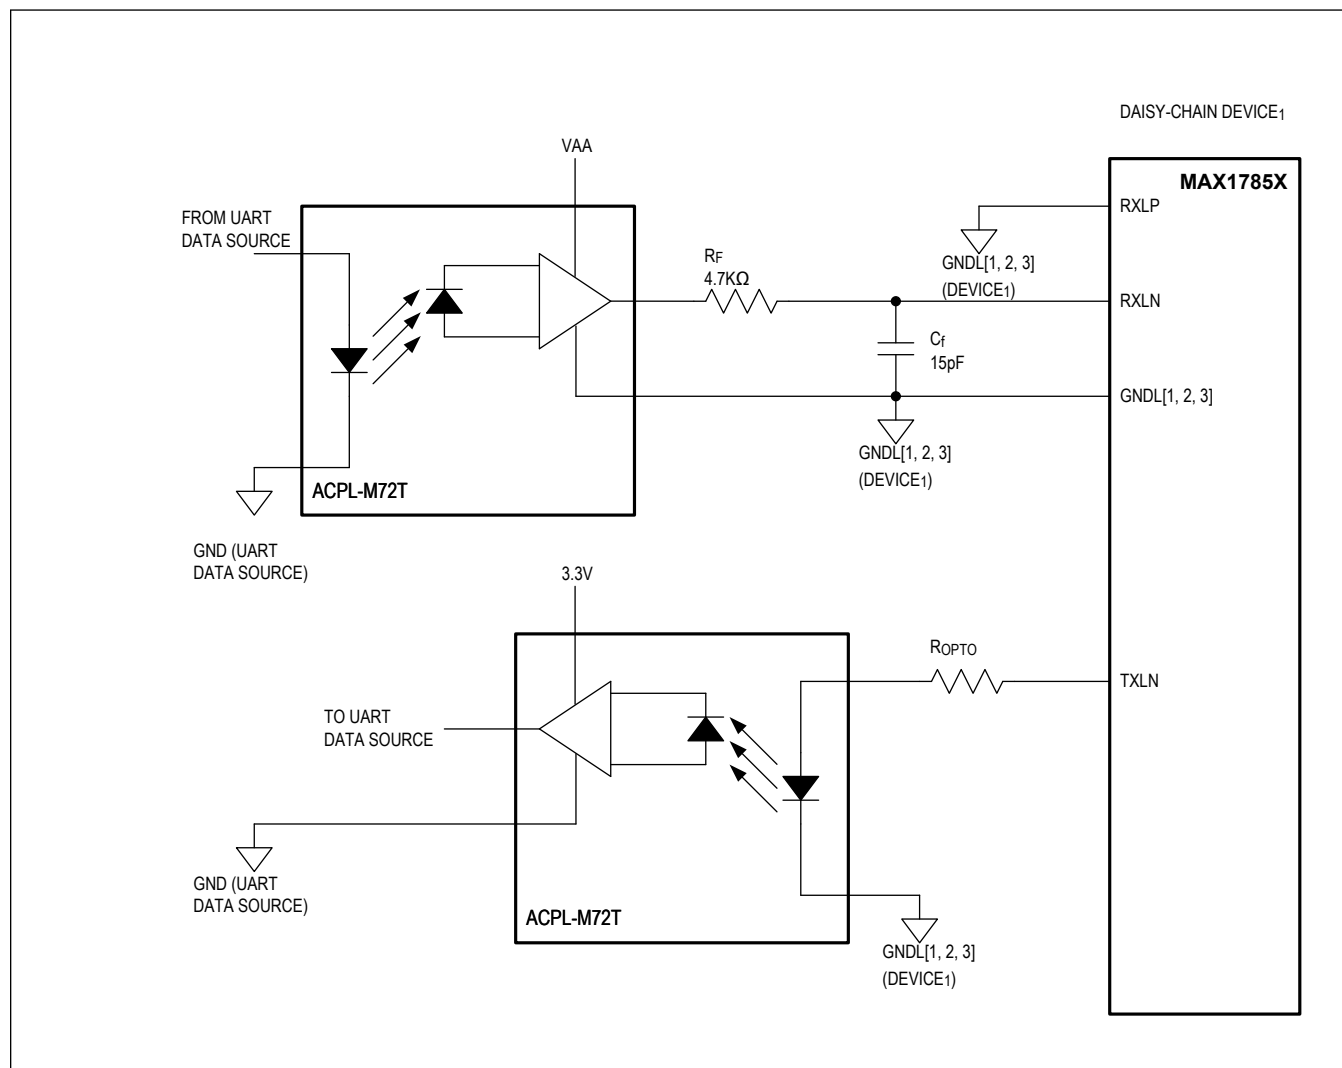 DAISY-CHAIN DEVICE1
MAX1785X
VAA
FROM UART
DATA SOURCE
RXLP
GNDL[1, 2, 3]
(DEVICE1)
RF
4.7KΩ
RXLN
Cf
15pF
GNDL[1, 2, 3]
GNDL[1, 2, 3]
(DEVICE1)
ACPL-M72T
GND (UART
DATA SOURCE)
3.3V
ROPTO
TXLN
TO UART
DATA SOURCE
GND (UART
DATA SOURCE)
ACPL-M72T
GNDL[1, 2, 3]
(DEVICE1)